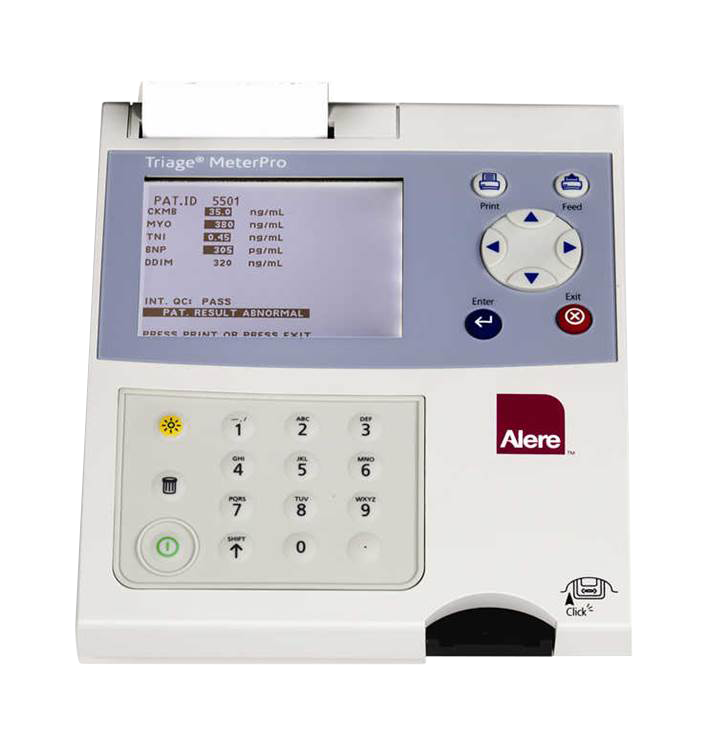 Triage® MeterPro
PAT.ID 5501
CKMB 35.0 ng/mL
MYO 380 ng/mL
TNI 0.45 ng/mL
BNP 305 pg/mL
DDIM 320 ng/mL
INT. QC: PASS
PAT. RESULT ABNORMAL
PRESS PRINT OR PRESS EXIT
Print
Feed
Enter
Exit
1
ABC
2
DEF
3
GHI
4
JKL
5
MNO
6
PQRS
7
TUV
8
WXYZ
9
SHIFT
0
.
Alere™
Click